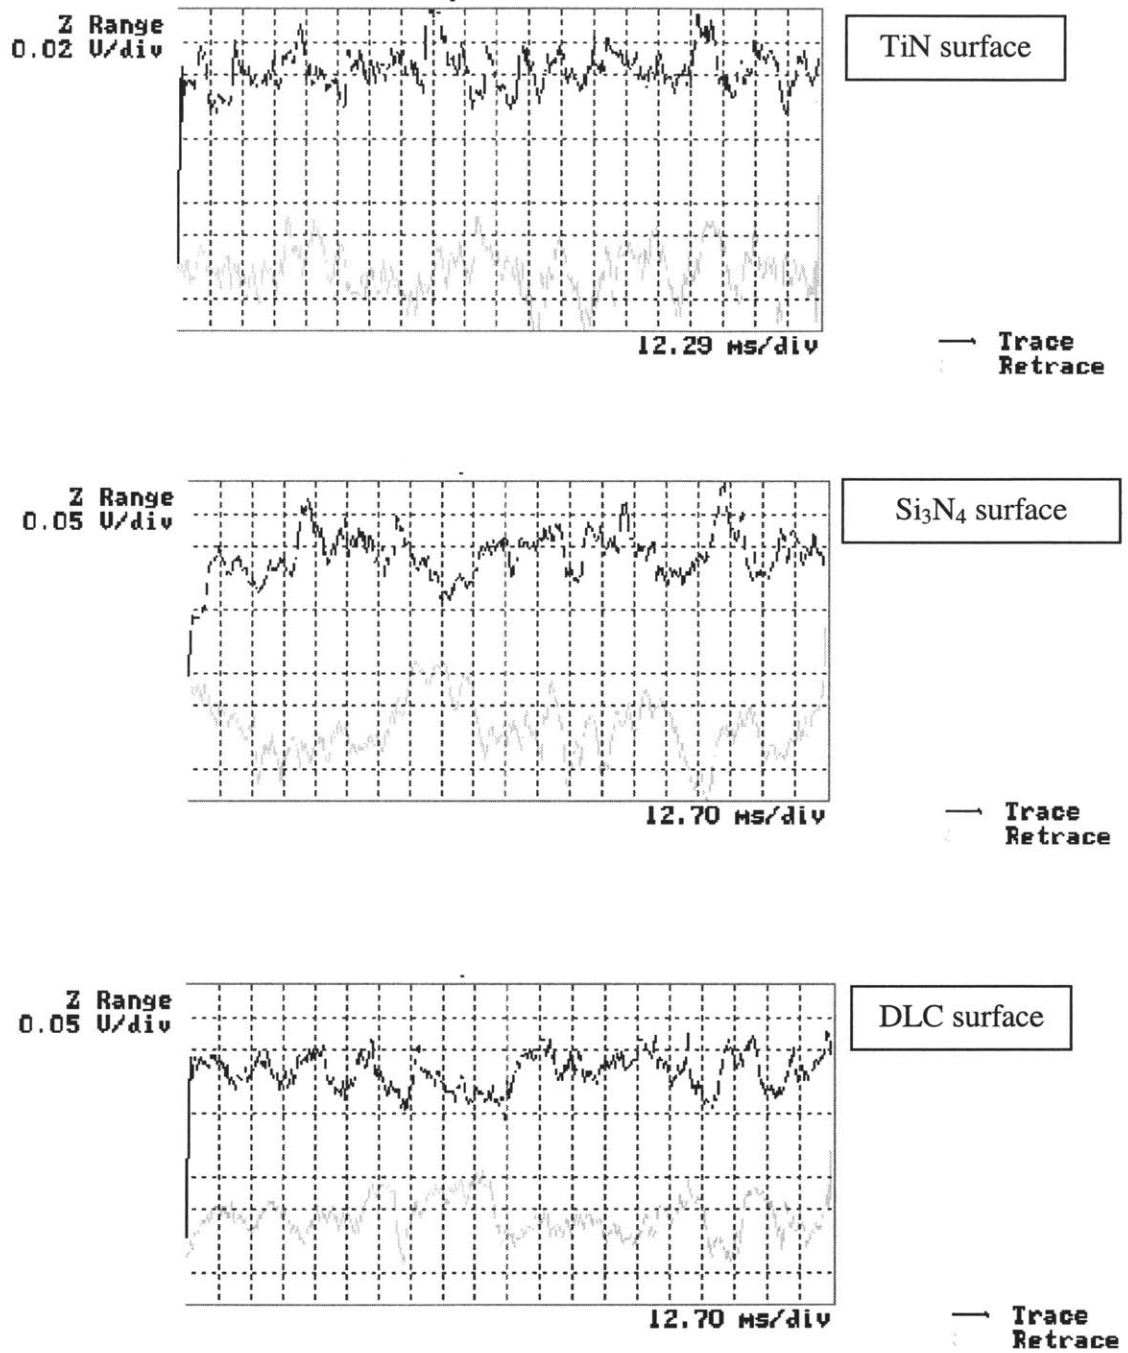 Z Range
0.02 V/div
TiN surface
12.29 ms/div
Trace
Retrace
Z Range
0.05 V/div
Si₃N₄ surface
12.70 ms/div
Trace
Retrace
Z Range
0.05 V/div
DLC surface
12.70 ms/div
Trace
Retrace